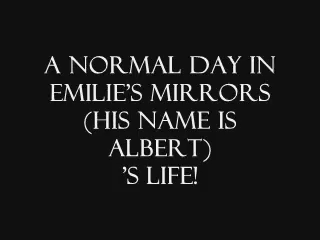 A NORMAL DAY IN
EMILIE'S MIRRORS
(HIS NAME IS
ALBERT)
'S LIFE!